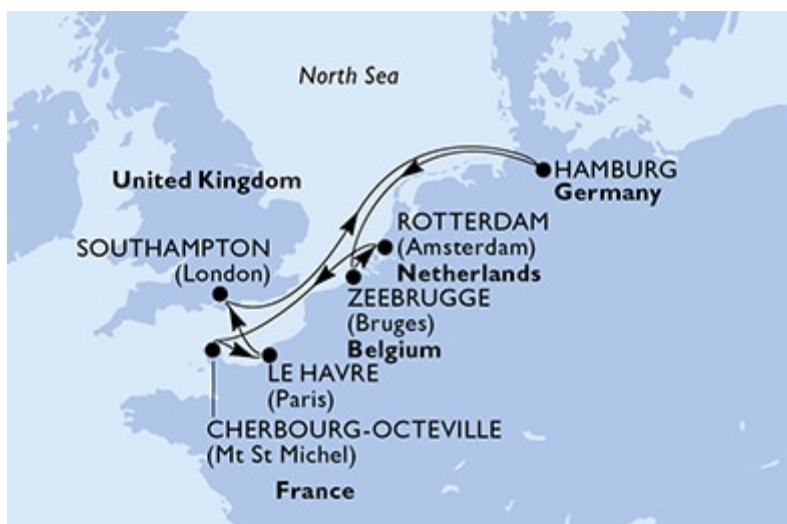 North Sea
HAMBURG
Germany
United Kingdom
ROTTERDAM
(Amsterdam)
Netherlands
SOUTHAMPTON
(London)
ZEEBRUGGE
(Bruges)
Belgium
LE HAVRE
(Paris)
CHERBOURG-OCTEVILLE
(Mt St Michel)
France